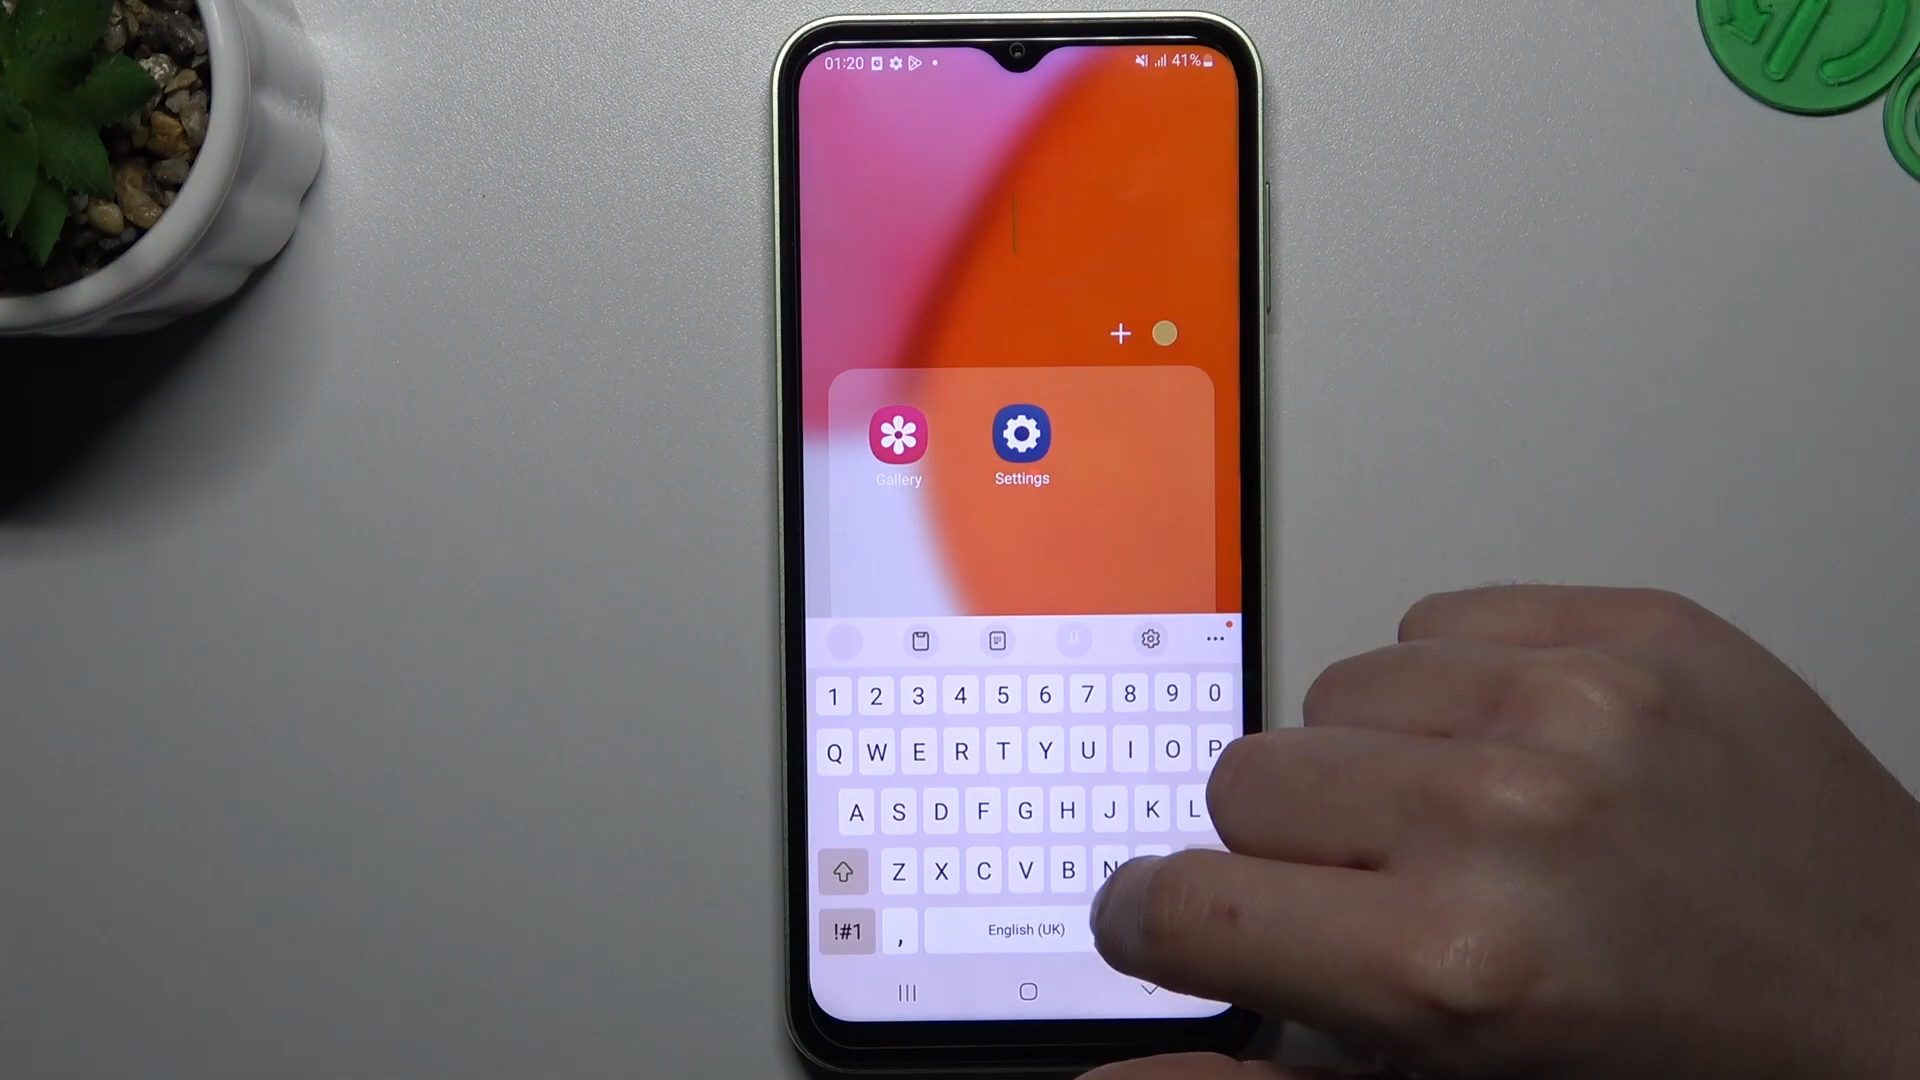 01:20 41%
Gallery Settings
1 2 3 4 5 6 7 8 9 0
Q W E R T Y U I O P
A S D F G H J K L
Z X C V B N
!#1 , English (UK)